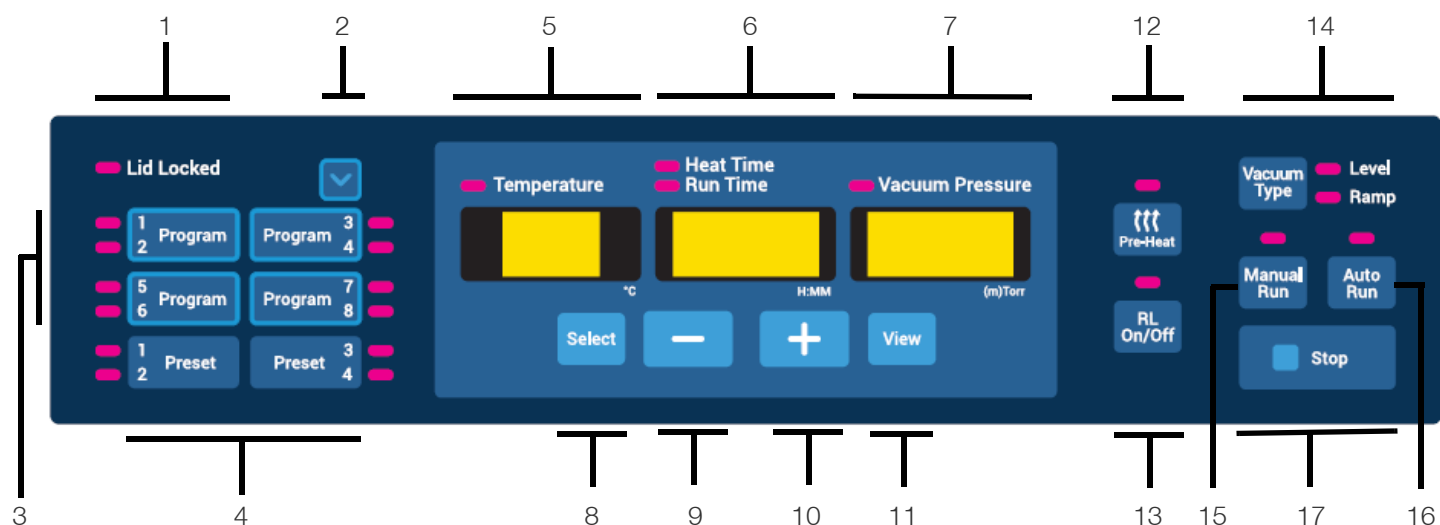 1 2 5 6 7 12 14
Lid Locked
1 Program 3
2 Program 4
5 Program 7
6 Program 8
1 Preset 3
2 Preset 4
Heat Time
Temperature Run Time Vacuum Pressure
°C H:MM (m)Torr
Select − + View
Pre-Heat
RL
On/Off
Vacuum
Type
Level
Ramp
Manual
Run
Auto
Run
Stop
3 4 8 9 10 11 13 15 17 16